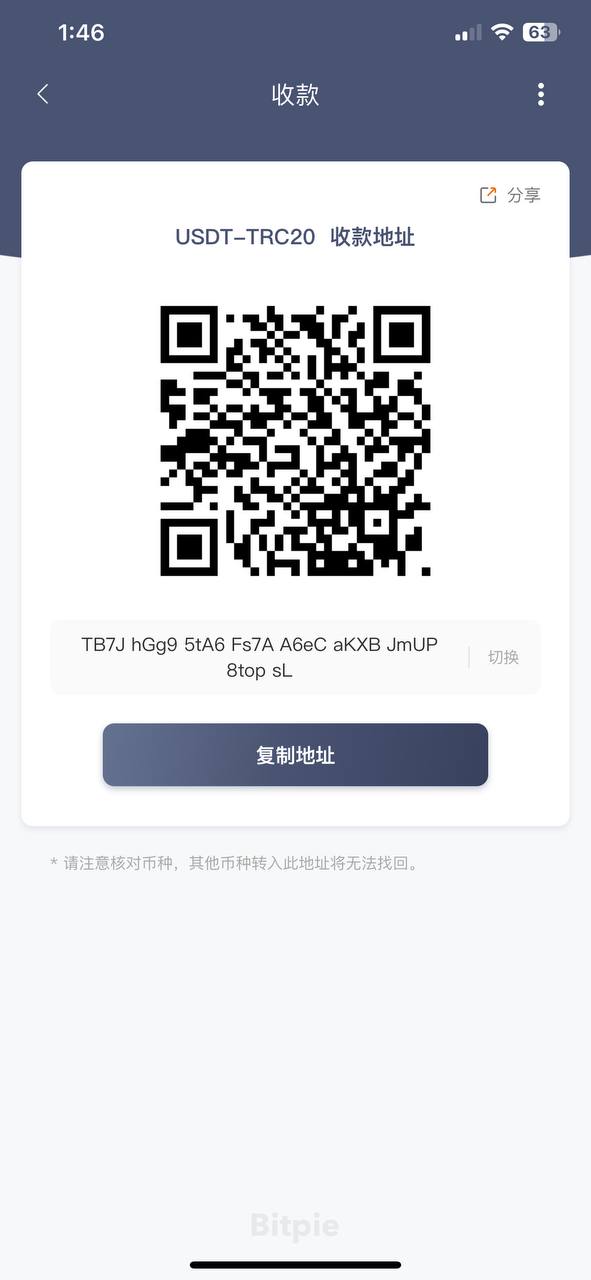 1:46
63
收款
分享
USDT-TRC20 收款地址
TB7J hGg9 5tA6 Fs7A A6eC aKXB JmUP
8top sL
切换
复制地址
* 请注意核对币种，其他币种转入此地址将无法找回。
Bitpie